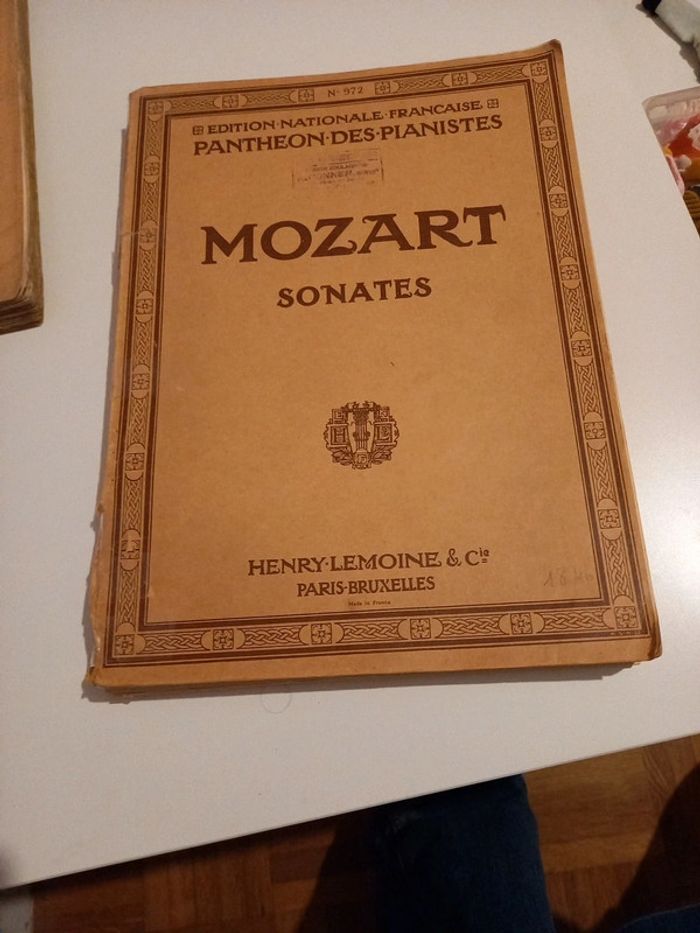 N° 972
EDITION·NATIONALE·FRANCAISE
PANTHEON·DES·PIANISTES
MOZART
SONATES
HENRY·LEMOINE & Cie
PARIS·BRUXELLES
Made in France